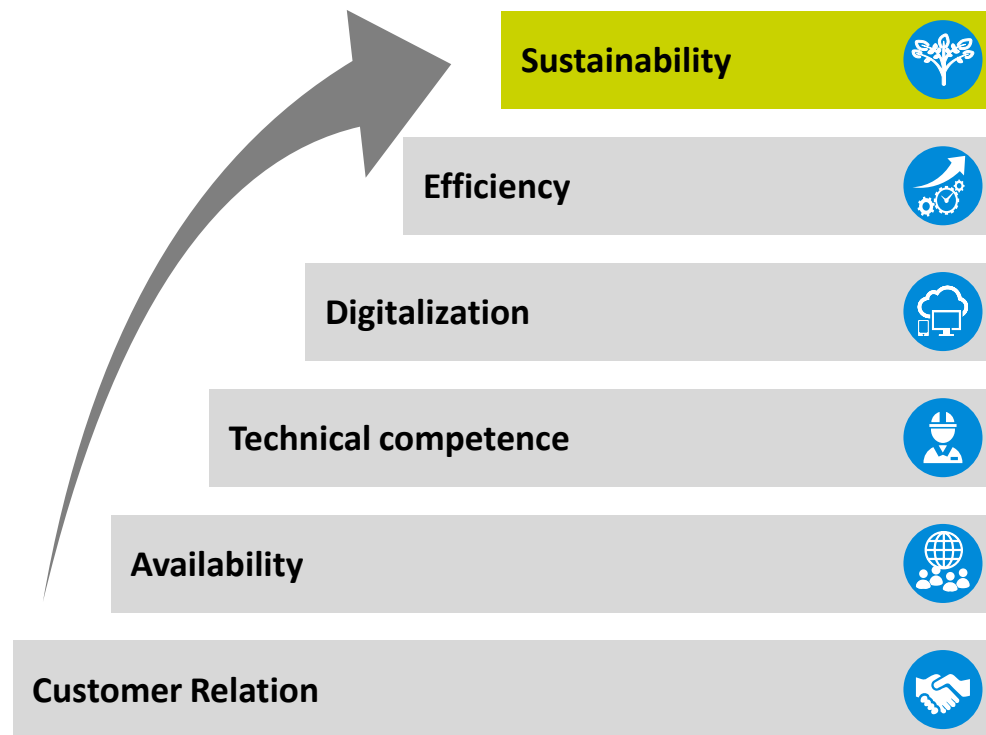 Sustainability
Efficiency
Digitalization
Technical competence
Availability
Customer Relation